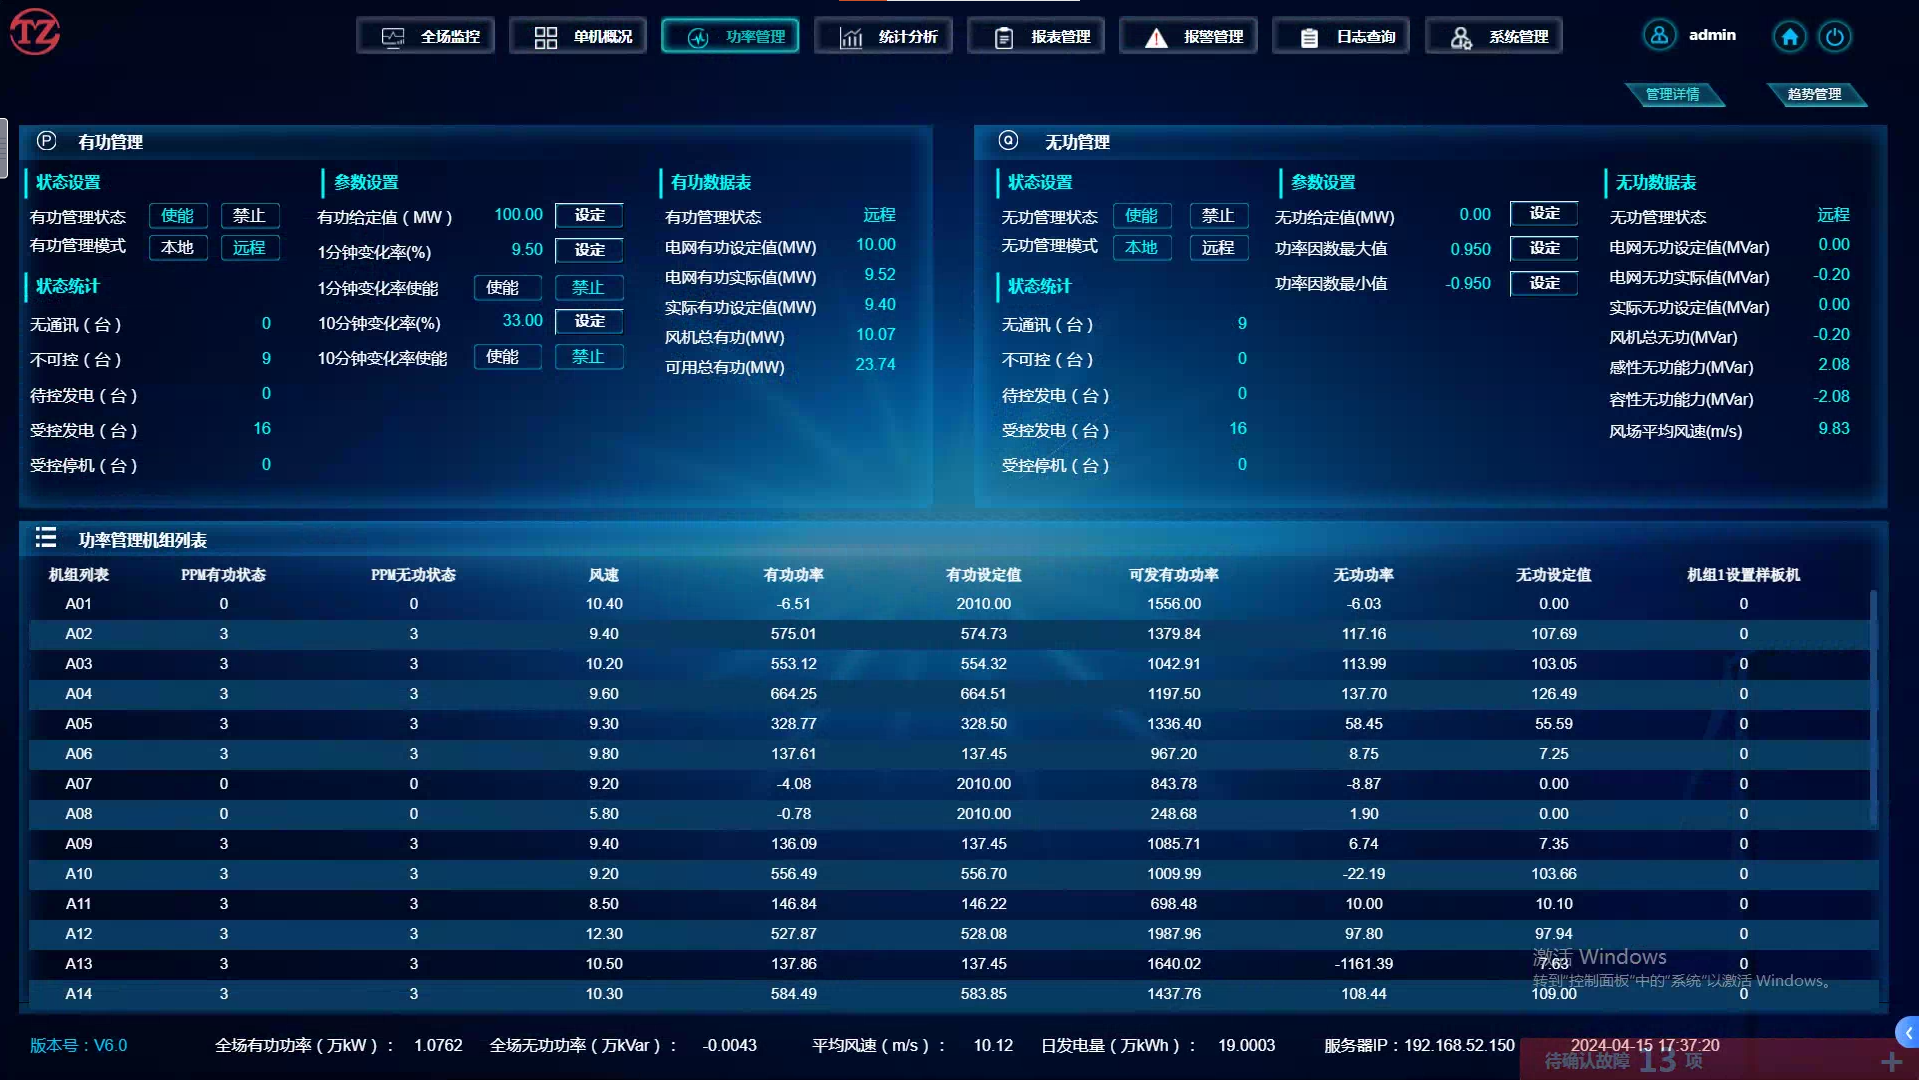 TZ 全场监控 单机概况 功率管理 统计分析 报表管理 报警管理 日志查询 系统管理 admin
管理详情 趋势管理
P 有功管理
状态设置 参数设置 有功数据表
有功管理状态 使能 禁止 有功给定值（MW） 100.00 设定 有功管理状态 远程
有功管理模式 本地 远程 1分钟变化率(%) 9.50 设定 电网有功设定值(MW) 10.00
状态统计 1分钟变化率使能 使能 禁止 电网有功实际值(MW) 9.52
无通讯（台） 0 10分钟变化率(%) 33.00 设定 实际有功设定值(MW) 9.40
不可控（台） 9 10分钟变化率使能 使能 禁止 风机总有功(MW) 10.07
待控发电（台） 0 可用总有功(MW) 23.74
受控发电（台） 16
受控停机（台） 0
Q 无功管理
状态设置 参数设置 无功数据表
无功管理状态 使能 禁止 无功给定值(MW) 0.00 设定 无功管理状态 远程
无功管理模式 本地 远程 功率因数最大值 0.950 设定 电网无功设定值(MVar) 0.00
状态统计 功率因数最小值 -0.950 设定 电网无功实际值(MVar) -0.20
无通讯（台） 9 实际无功设定值(MVar) 0.00
不可控（台） 0 风机总无功(MVar) -0.20
待控发电（台） 0 感性无功能力(MVar) 2.08
受控发电（台） 16 容性无功能力(MVar) -2.08
受控停机（台） 0 风场平均风速(m/s) 9.83
功率管理机组列表
机组列表 PPM有功状态 PPM无功状态 风速 有功功率 有功设定值 可发有功功率 无功功率 无功设定值 机组1设置样板机
A01 0 0 10.40 -6.51 2010.00 1556.00 -6.03 0.00 0
A02 3 3 9.40 575.01 574.73 1379.84 117.16 107.69 0
A03 3 3 10.20 553.12 554.32 1042.91 113.99 103.05 0
A04 3 3 9.60 664.25 664.51 1197.50 137.70 126.49 0
A05 3 3 9.30 328.77 328.50 1336.40 58.45 55.59 0
A06 3 3 9.80 137.61 137.45 967.20 8.75 7.25 0
A07 0 0 9.20 -4.08 2010.00 843.78 -8.87 0.00 0
A08 0 0 5.80 -0.78 2010.00 248.68 1.90 0.00 0
A09 3 3 9.40 136.09 137.45 1085.71 6.74 7.35 0
A10 3 3 9.20 556.49 556.70 1009.99 -22.19 103.66 0
A11 3 3 8.50 146.84 146.22 698.48 10.00 10.10 0
A12 3 3 12.30 527.87 528.08 1987.96 97.80 97.94 0
A13 3 3 10.50 137.86 137.45 1640.02 -1161.39 7.63 0
A14 3 3 10.30 584.49 583.85 1437.76 108.44 109.00 0
激活 Windows
转到"控制面板"中的"系统"以激活 Windows。
版本号：V6.0 全场有功功率（万kW）： 1.0762 全场无功功率（万kVar）： -0.0043 平均风速（m/s）： 10.12 日发电量（万kWh）： 19.0003 服务器IP：192.168.52.150 2024-04-15 17:37:20
待确认故障 13 项 +